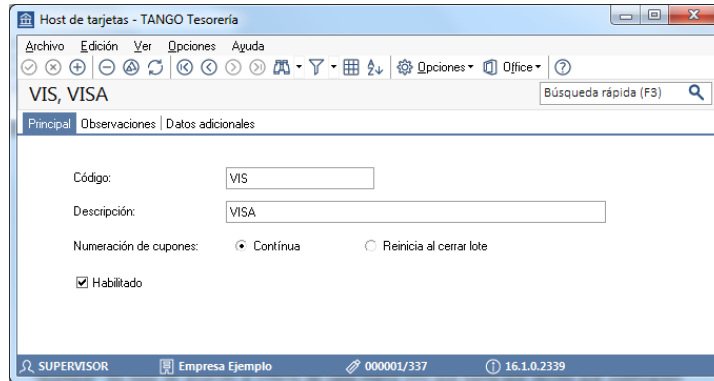 Host de tarjetas - TANGO Tesorería
Archivo Edición Ver Opciones Ayuda
Opciones Office
VIS, VISA
Búsqueda rápida (F3)
Principal Observaciones Datos adicionales
Código: VIS
Descripción: VISA
Numeración de cupones: Contínua Reinicia al cerrar lote
Habilitado
SUPERVISOR Empresa Ejemplo 000001/337 16.1.0.2339